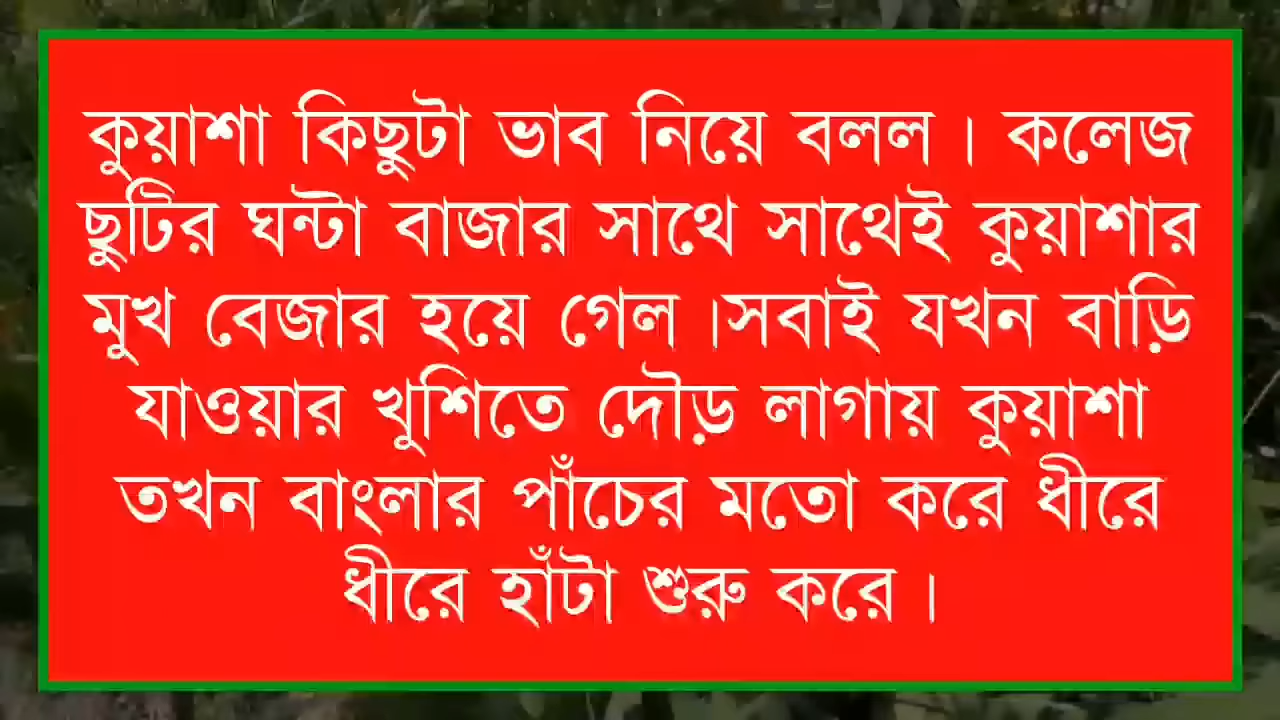 কুয়াশা কিছুটা ভাব নিয়ে বলল । কলেজ
ছুটির ঘন্টা বাজার সাথে সাথেই কুয়াশার
মুখ বেজার হয়ে গেল ।সবাই যখন বাড়ি
যাওয়ার খুশিতে দৌড় লাগায় কুয়াশা
তখন বাংলার পাঁচের মতো করে ধীরে
ধীরে হাঁটা শুরু করে ।